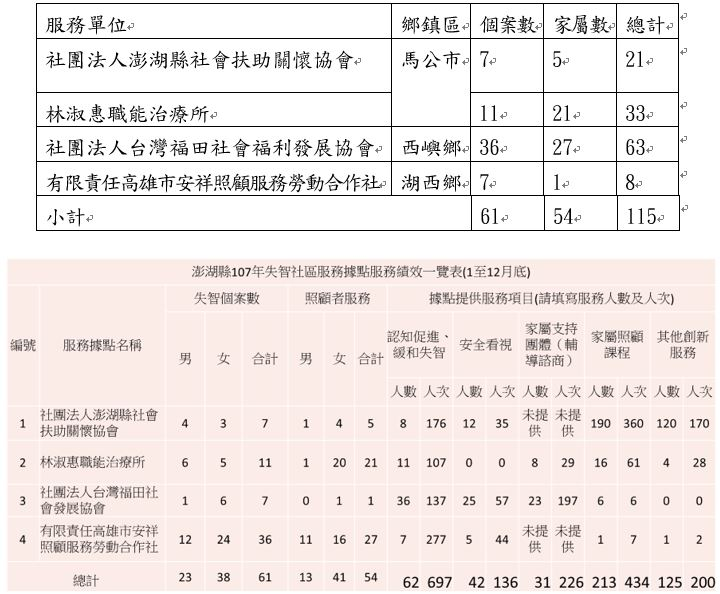 服務單位 鄉鎮區 個案數 家屬數 總計
社團法人澎湖縣社會扶助關懷協會 馬公市 7 5 21
林淑惠職能治療所 11 21 33
社團法人台灣福田社會福利發展協會 西嶼鄉 36 27 63
有限責任高雄市安祥照顧服務勞動合作社 湖西鄉 7 1 8
小計 61 54 115
澎湖縣107年失智社區服務據點服務績效一覽表(1至12月底)
編號 服務據點名稱 失智個案數 照顧者服務 據點提供服務項目(請填寫服務人數及人次)
男 女 合計 男 女 合計 認知促進、緩和失智 安全看視 家屬支持團體（輔導諮商） 家屬照顧課程 其他創新服務
人數 人次 人數 人次 人數 人次 人數 人次 人數 人次
1 社團法人澎湖縣社會扶助關懷協會 4 3 7 1 4 5 8 176 12 35 未提供 未提供 190 360 120 170
2 林淑惠職能治療所 6 5 11 1 20 21 11 107 0 0 8 29 16 61 4 28
3 社團法人台灣福田社會發展協會 1 6 7 0 1 1 36 137 25 57 23 197 6 6 0 0
4 有限責任高雄市安祥照顧服務勞動合作社 12 24 36 11 16 27 7 277 5 44 未提供 未提供 1 7 1 2
總計 23 38 61 13 41 54 62 697 42 136 31 226 213 434 125 200